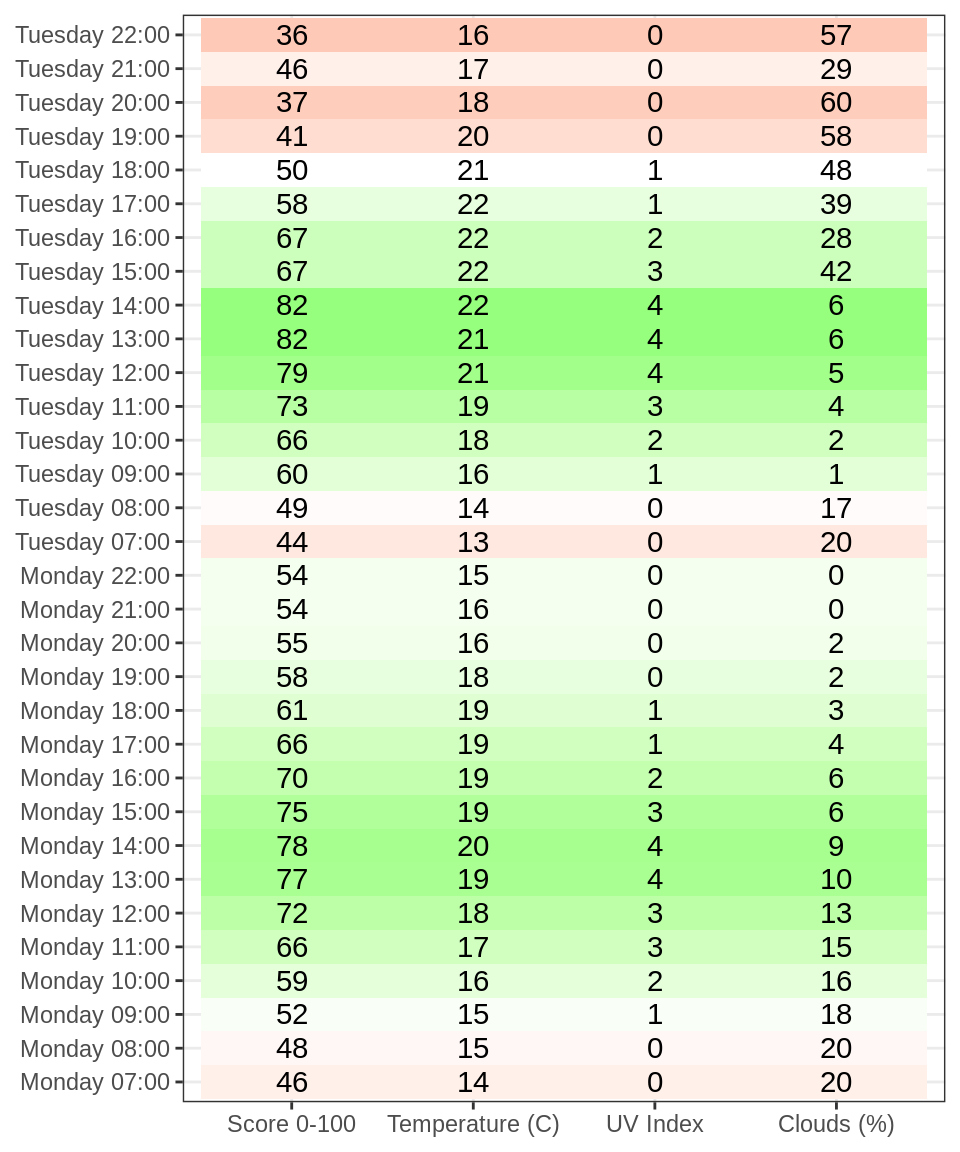 Tuesday 22:00 36 16 0 57
Tuesday 21:00 46 17 0 29
Tuesday 20:00 37 18 0 60
Tuesday 19:00 41 20 0 58
Tuesday 18:00 50 21 1 48
Tuesday 17:00 58 22 1 39
Tuesday 16:00 67 22 2 28
Tuesday 15:00 67 22 3 42
Tuesday 14:00 82 22 4 6
Tuesday 13:00 82 21 4 6
Tuesday 12:00 79 21 4 5
Tuesday 11:00 73 19 3 4
Tuesday 10:00 66 18 2 2
Tuesday 09:00 60 16 1 1
Tuesday 08:00 49 14 0 17
Tuesday 07:00 44 13 0 20
Monday 22:00 54 15 0 0
Monday 21:00 54 16 0 0
Monday 20:00 55 16 0 2
Monday 19:00 58 18 0 2
Monday 18:00 61 19 1 3
Monday 17:00 66 19 1 4
Monday 16:00 70 19 2 6
Monday 15:00 75 19 3 6
Monday 14:00 78 20 4 9
Monday 13:00 77 19 4 10
Monday 12:00 72 18 3 13
Monday 11:00 66 17 3 15
Monday 10:00 59 16 2 16
Monday 09:00 52 15 1 18
Monday 08:00 48 15 0 20
Monday 07:00 46 14 0 20
Score 0-100 Temperature (C) UV Index Clouds (%)